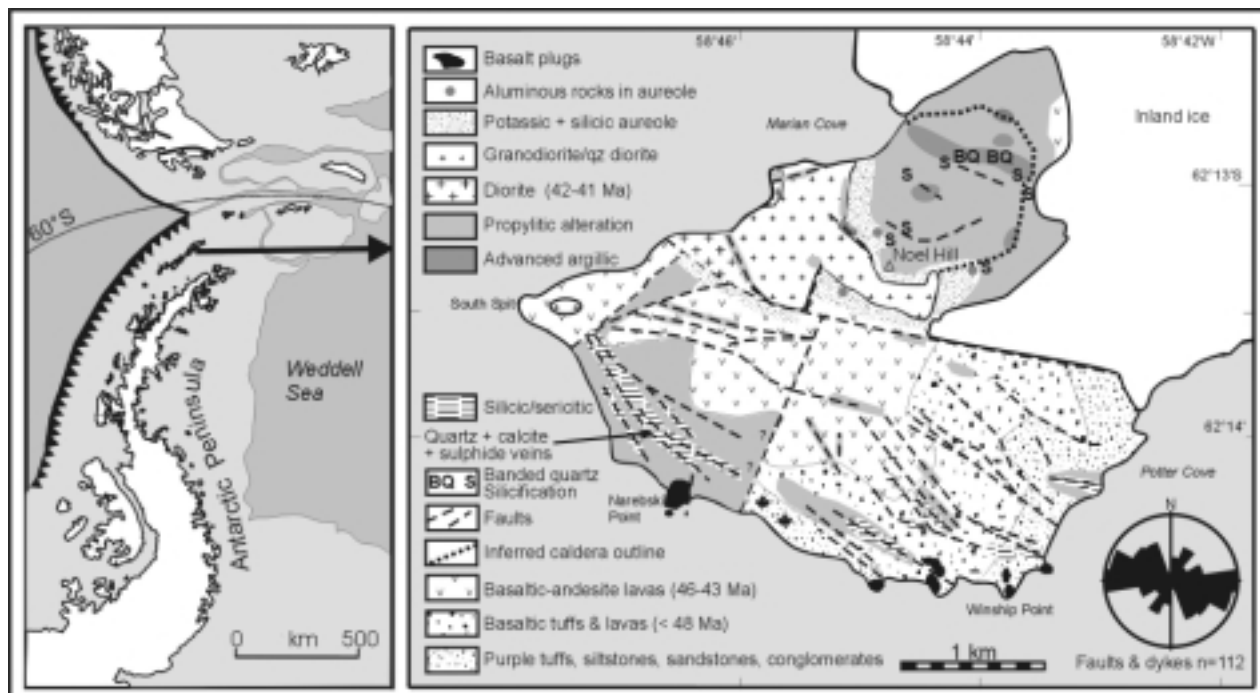 60°S
Weddell
Sea
Antarctic Peninsula
0 km 500
58°46'
58°44'
58°42'W
Basalt plugs
Aluminous rocks in aureole
Potassic + silicic aureole
Granodiorite/qz diorite
Diorite (42-41 Ma)
Propylitic alteration
Advanced argillic
Marian Cove
Inland ice
62°13'S
S BQ BQ
S S
S
S S
Noel Hill
S
South Spit
Silicic/sericitic
Quartz + calcite
+ sulphide veins
BQ S Banded quartz
Silicification
Faults
Inferred caldera outline
Basaltic-andesite lavas (46-43 Ma)
Basaltic tuffs & lavas (< 48 Ma)
Purple tuffs, siltstones, sandstones, conglomerates
?
?
62°14'
Potter Cove
Narebski
Point
Winship Point
N
1 km
Faults & dykes n=112